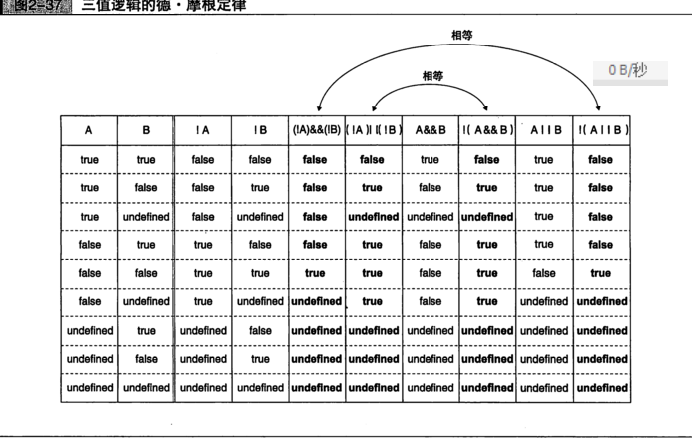 图2-37 三值逻辑的德·摩根定律
相等
0 B/秒
相等
A B !A !B (!A)&&(!B) (!A)||(!B) A&&B !(A&&B) A||B !(A||B)
true true false false false false true false true false
true false false true false true false true true false
true undefined false undefined false undefined undefined undefined true false
false true true false false true false true true false
false false true true true true false true false true
false undefined true undefined undefined true false true undefined undefined
undefined true undefined false undefined undefined undefined undefined undefined undefined
undefined false undefined true undefined undefined undefined undefined undefined undefined
undefined undefined undefined undefined undefined undefined undefined undefined undefined undefined